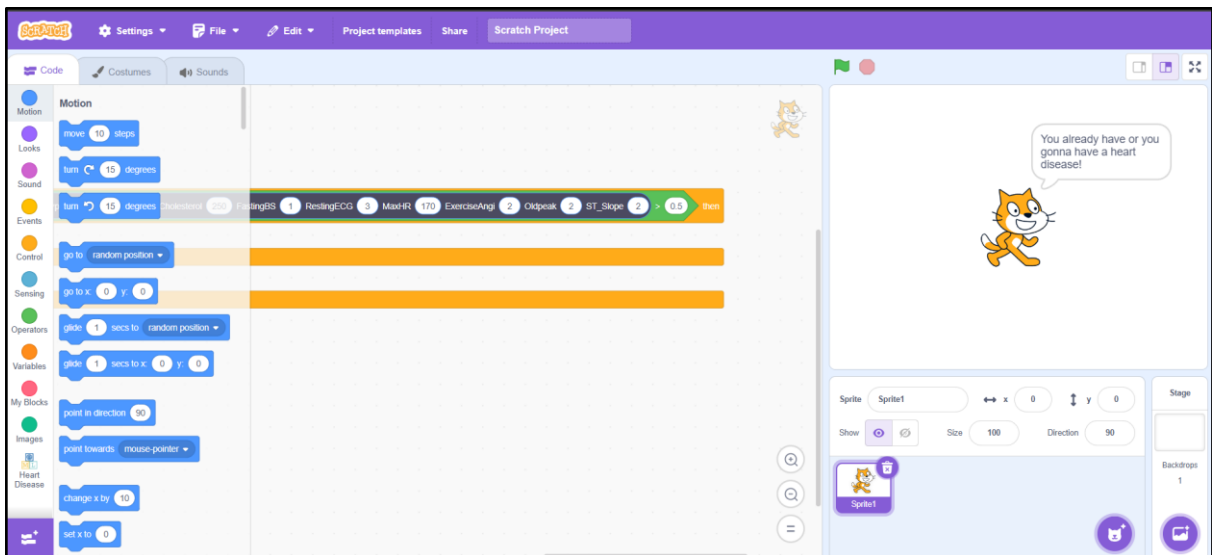 SCRATCH Settings File Edit Project templates Share Scratch Project
Code Costumes Sounds
Motion
Looks
Sound
Events
Control
Sensing
Operators
Variables
My Blocks
Images
Heart
Disease
Motion
move 10 steps
turn 15 degrees
turn 15 degrees
go to random position
go to x: 0 y: 0
glide 1 secs to random position
glide 1 secs to x: 0 y: 0
point in direction 90
point towards mouse-pointer
change x by 10
set x to 0
Cholesterol 250 FastingBS 1 RestingECG 3 MaxHR 170 ExerciseAngi 2 Oldpeak 2 ST_Slope 2 > 0.5 then
You already have or you
gonna have a heart
disease!
Sprite Sprite1 x 0 y 0
Show Size 100 Direction 90
Sprite1
Stage
Backdrops
1